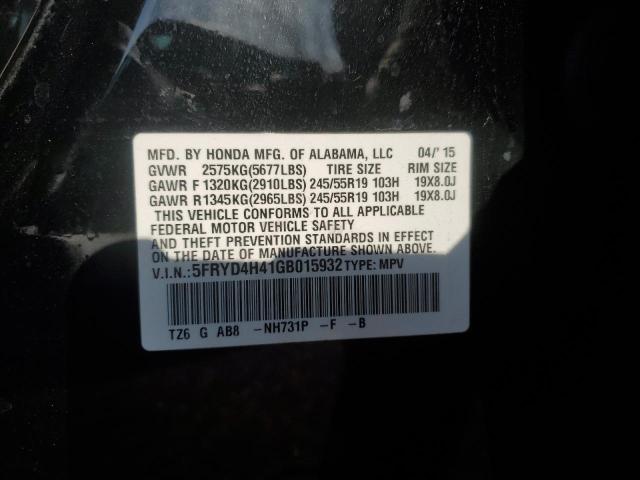 MFD. BY HONDA MFG. OF ALABAMA, LLC 04/'15
GVWR 2575KG(5677LBS) TIRE SIZE RIM SIZE
GAWR F 1320KG(2910LBS) 245/55R19 103H 19X8.0J
GAWR R1345KG(2965LBS) 245/55R19 103H 19X8.0J
THIS VEHICLE CONFORMS TO ALL APPLICABLE
FEDERAL MOTOR VEHICLE SAFETY
AND THEFT PREVENTION STANDARDS IN EFFECT
ON THE DATE OF MANUFACTURE SHOWN ABOVE.
V.I.N.: 5FRYD4H41GB015932 TYPE: MPV
TZ6 G AB8 -NH731P -F -B